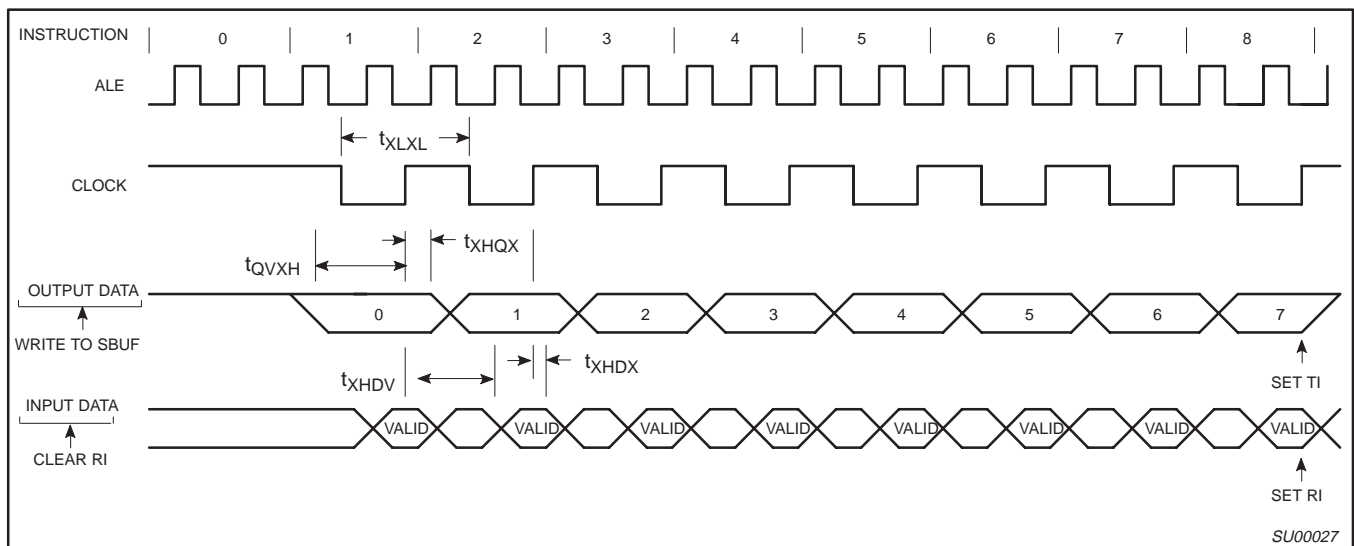 INSTRUCTION 0 1 2 3 4 5 6 7 8
ALE
tXLXL
CLOCK
tXHQX
tQVXH
OUTPUT DATA
0 1 2 3 4 5 6 7
WRITE TO SBUF
tXHDX
tXHDV
SET TI
INPUT DATA
VALID VALID VALID VALID VALID VALID VALID VALID
CLEAR RI
SET RI
SU00027